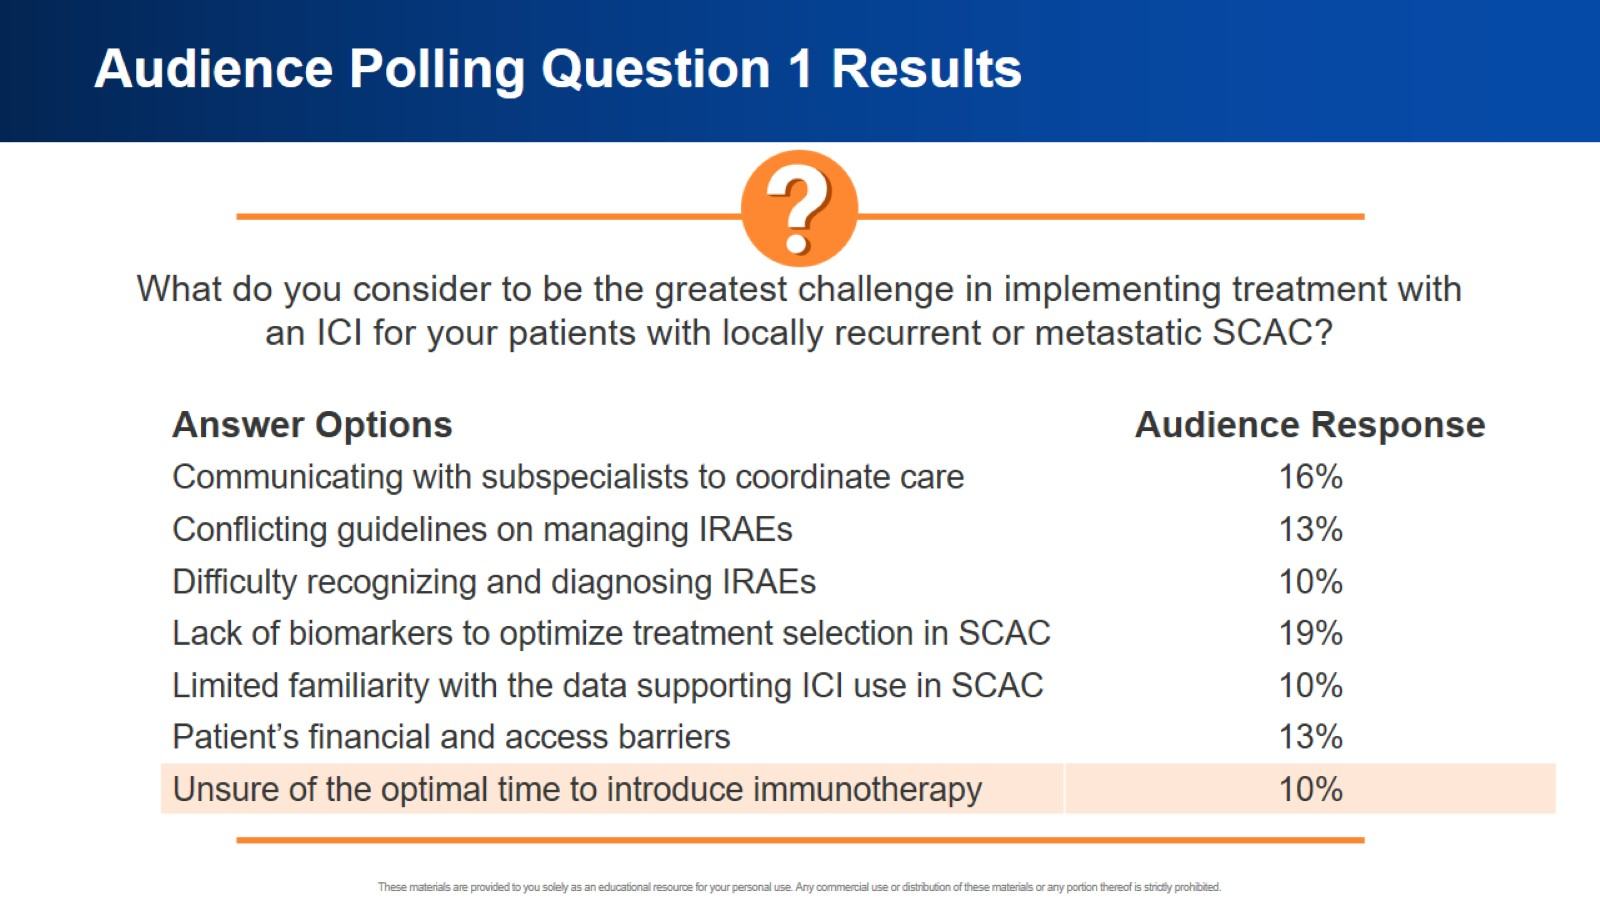 Audience Polling Question 1 Results
?
What do you consider to be the greatest challenge in implementing treatment with
an ICI for your patients with locally recurrent or metastatic SCAC?
Answer Options Audience Response
Communicating with subspecialists to coordinate care 16%
Conflicting guidelines on managing IRAEs 13%
Difficulty recognizing and diagnosing IRAEs 10%
Lack of biomarkers to optimize treatment selection in SCAC 19%
Limited familiarity with the data supporting ICI use in SCAC 10%
Patient’s financial and access barriers 13%
Unsure of the optimal time to introduce immunotherapy 10%
These materials are provided to you solely as an educational resource for your personal use. Any commercial use or distribution of these materials or any portion thereof is strictly prohibited.